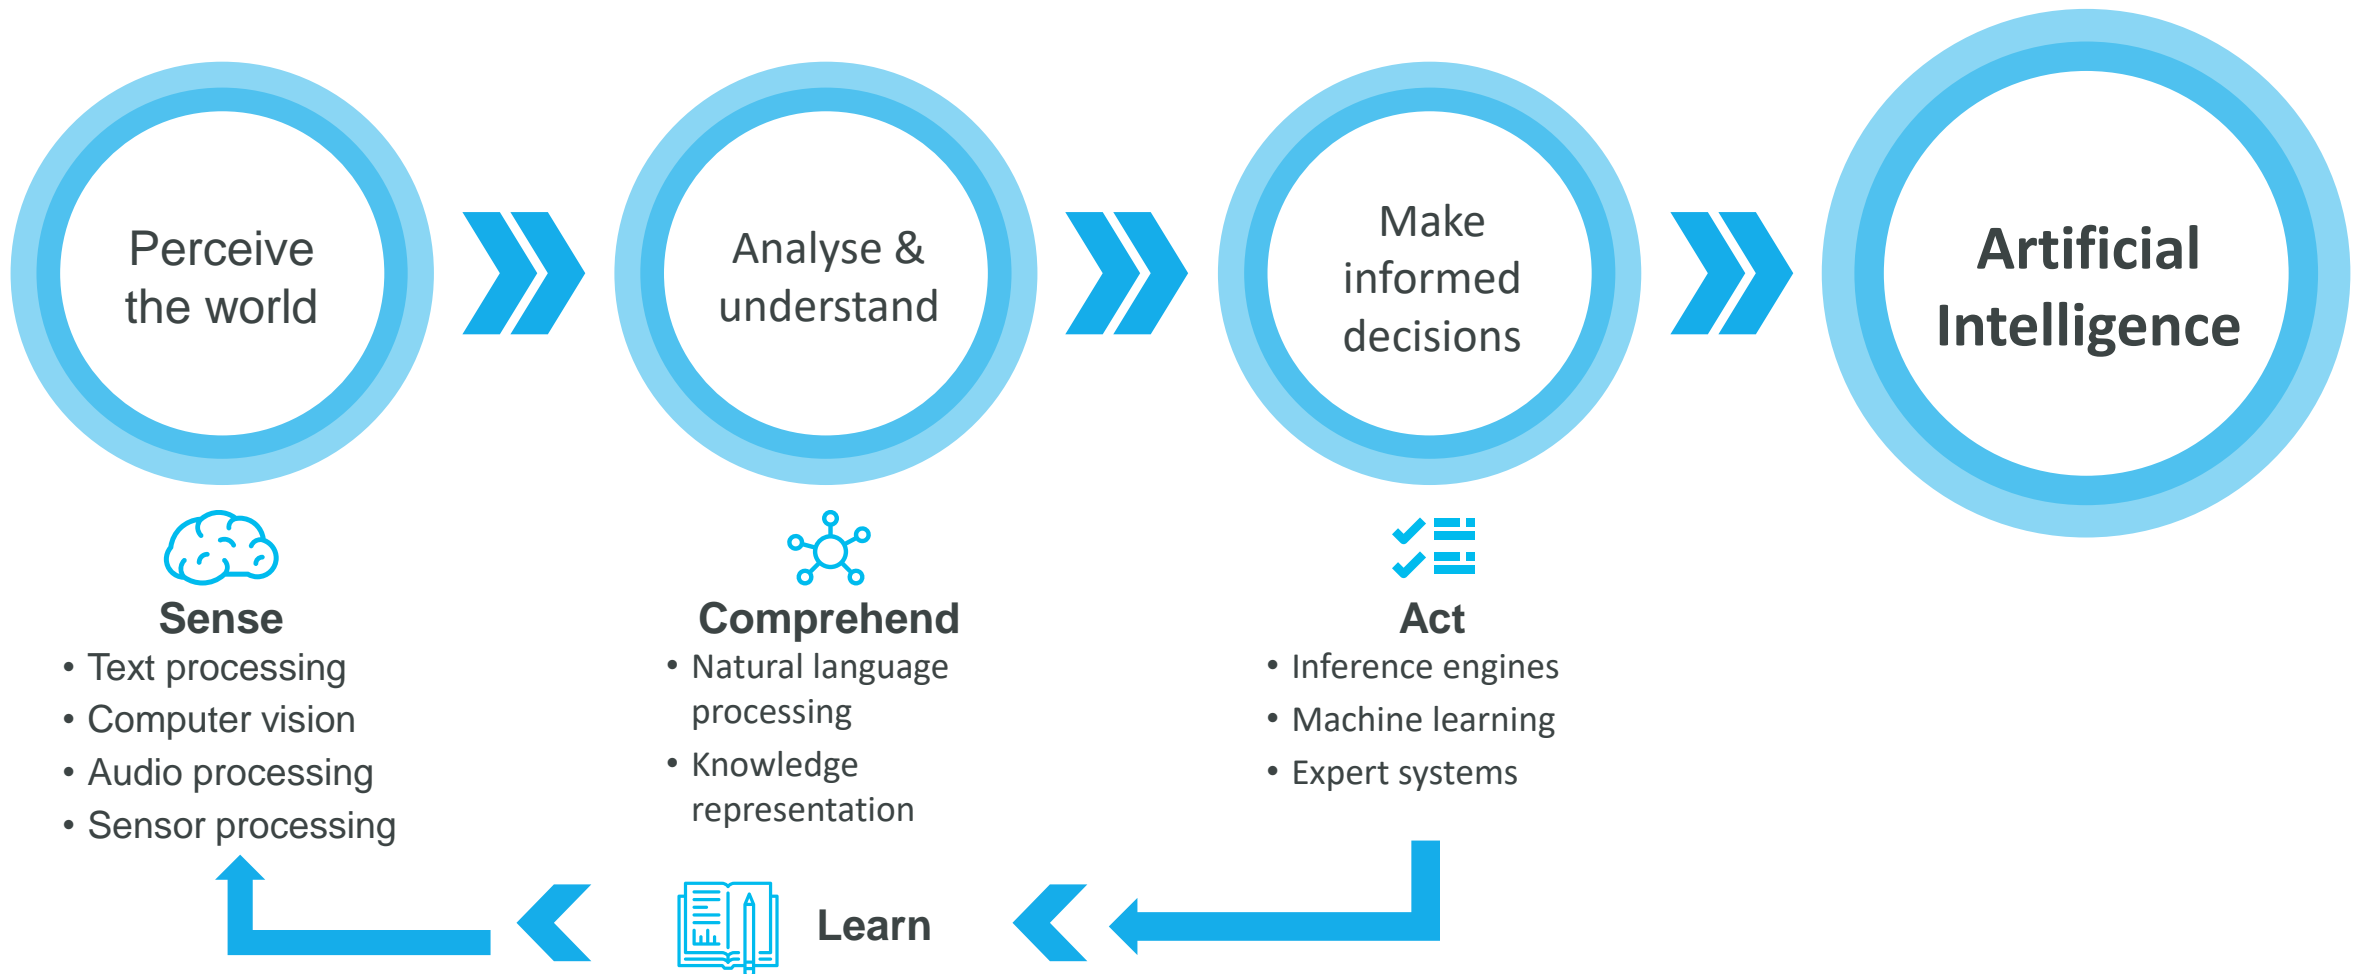 Perceive
the world
Analyse &
understand
Make
informed
decisions
Artificial
Intelligence
Sense
• Text processing
• Computer vision
• Audio processing
• Sensor processing
Comprehend
• Natural language
processing
• Knowledge
representation
Act
• Inference engines
• Machine learning
• Expert systems
Learn